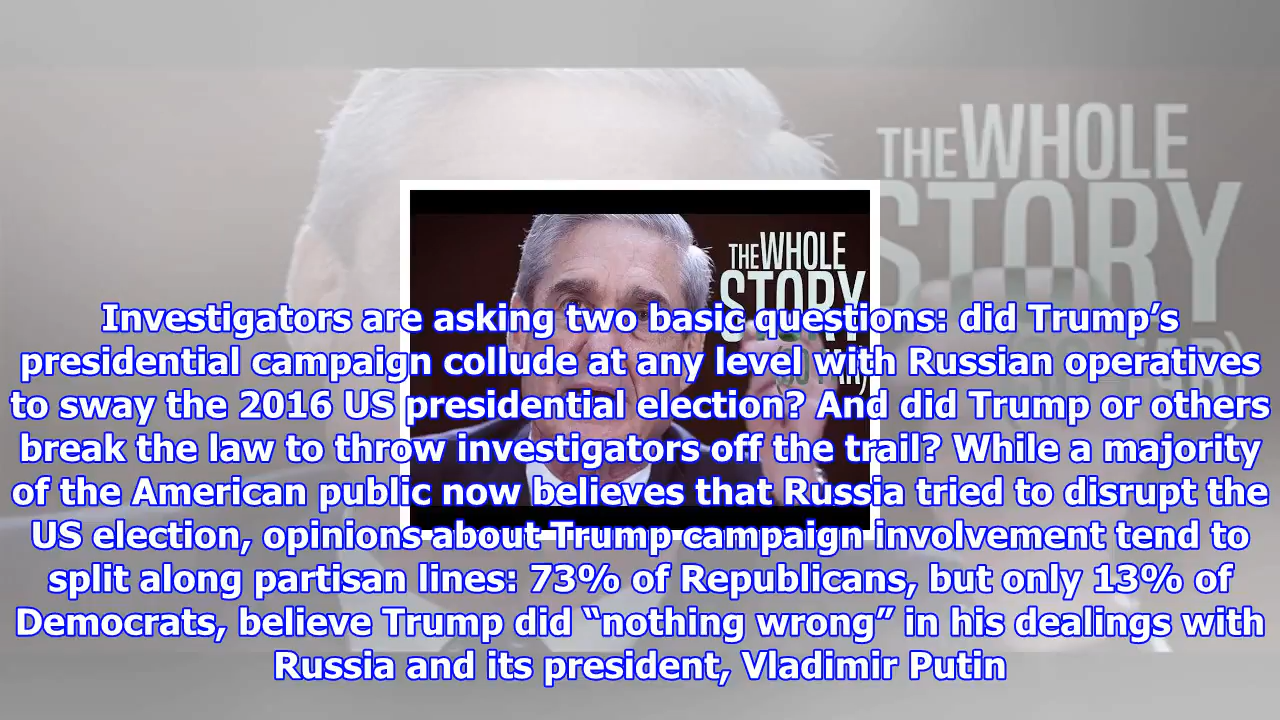 THE WHOLE
STORY
THE WHOLE
STORY
Investigators are asking two basic questions: did Trump’s
presidential campaign collude at any level with Russian operatives
to sway the 2016 US presidential election? And did Trump or others
break the law to throw investigators off the trail? While a majority
of the American public now believes that Russia tried to disrupt the
US election, opinions about Trump campaign involvement tend to
split along partisan lines: 73% of Republicans, but only 13% of
Democrats, believe Trump did “nothing wrong” in his dealings with
Russia and its president, Vladimir Putin